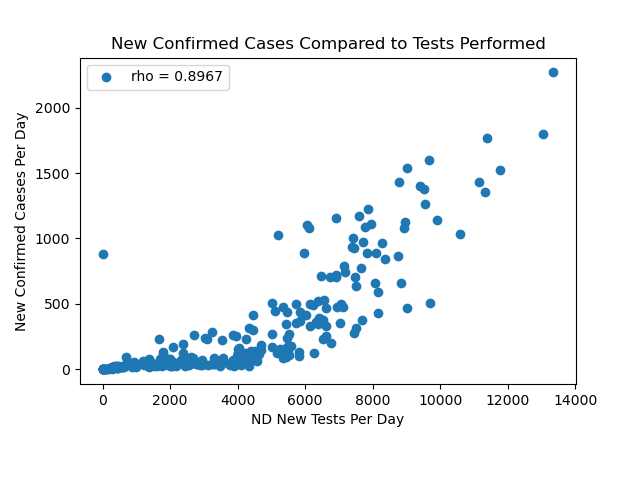 New Confirmed Cases Compared to Tests Performed
rho = 0.8967
New Confirmed Caeses Per Day
2000
1500
1000
500
0
0 2000 4000 6000 8000 10000 12000 14000
ND New Tests Per Day